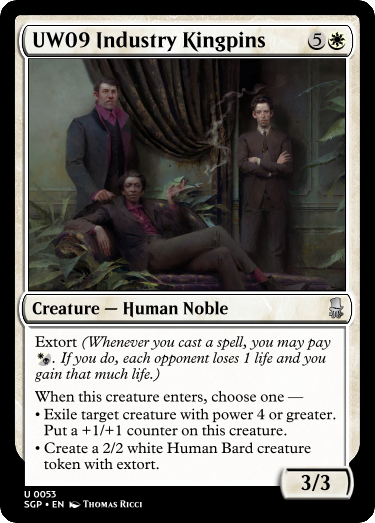 UW09 Industry Kingpins 5
Creature — Human Noble
Extort (Whenever you cast a spell, you may pay
. If you do, each opponent loses 1 life and you
gain that much life.)
When this creature enters, choose one —
• Exile target creature with power 4 or greater.
Put a +1/+1 counter on this creature.
• Create a 2/2 white Human Bard creature
token with extort.
3/3
U 0053
SGP • EN Thomas Ricci